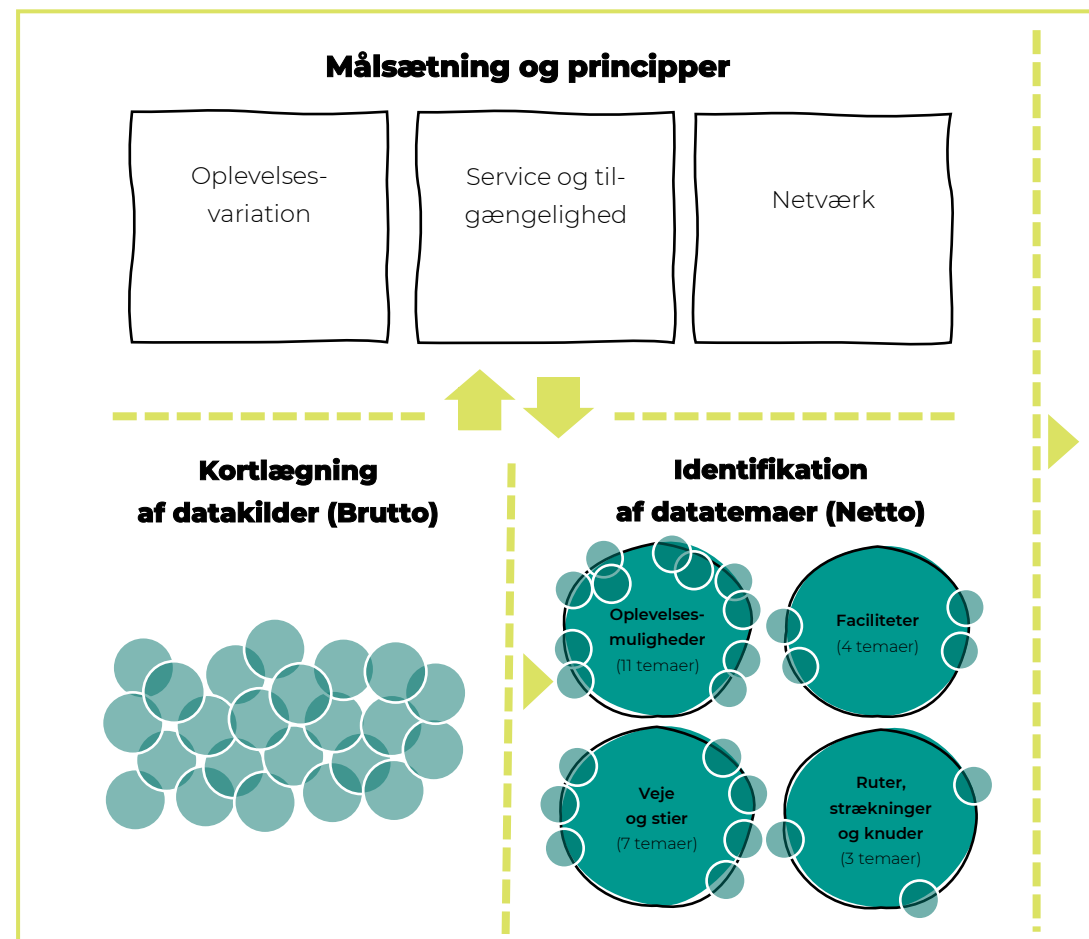 Målsætning og principper
Oplevelses-
variation
Service og til-
gængelighed
Netværk
Kortlægning
af datakilder (Brutto)
Identifikation
af datatemaer (Netto)
Oplevelses-
muligheder
(11 temaer)
Faciliteter
(4 temaer)
Veje
og stier
(7 temaer)
Ruter,
strækninger
og knuder
(3 temaer)